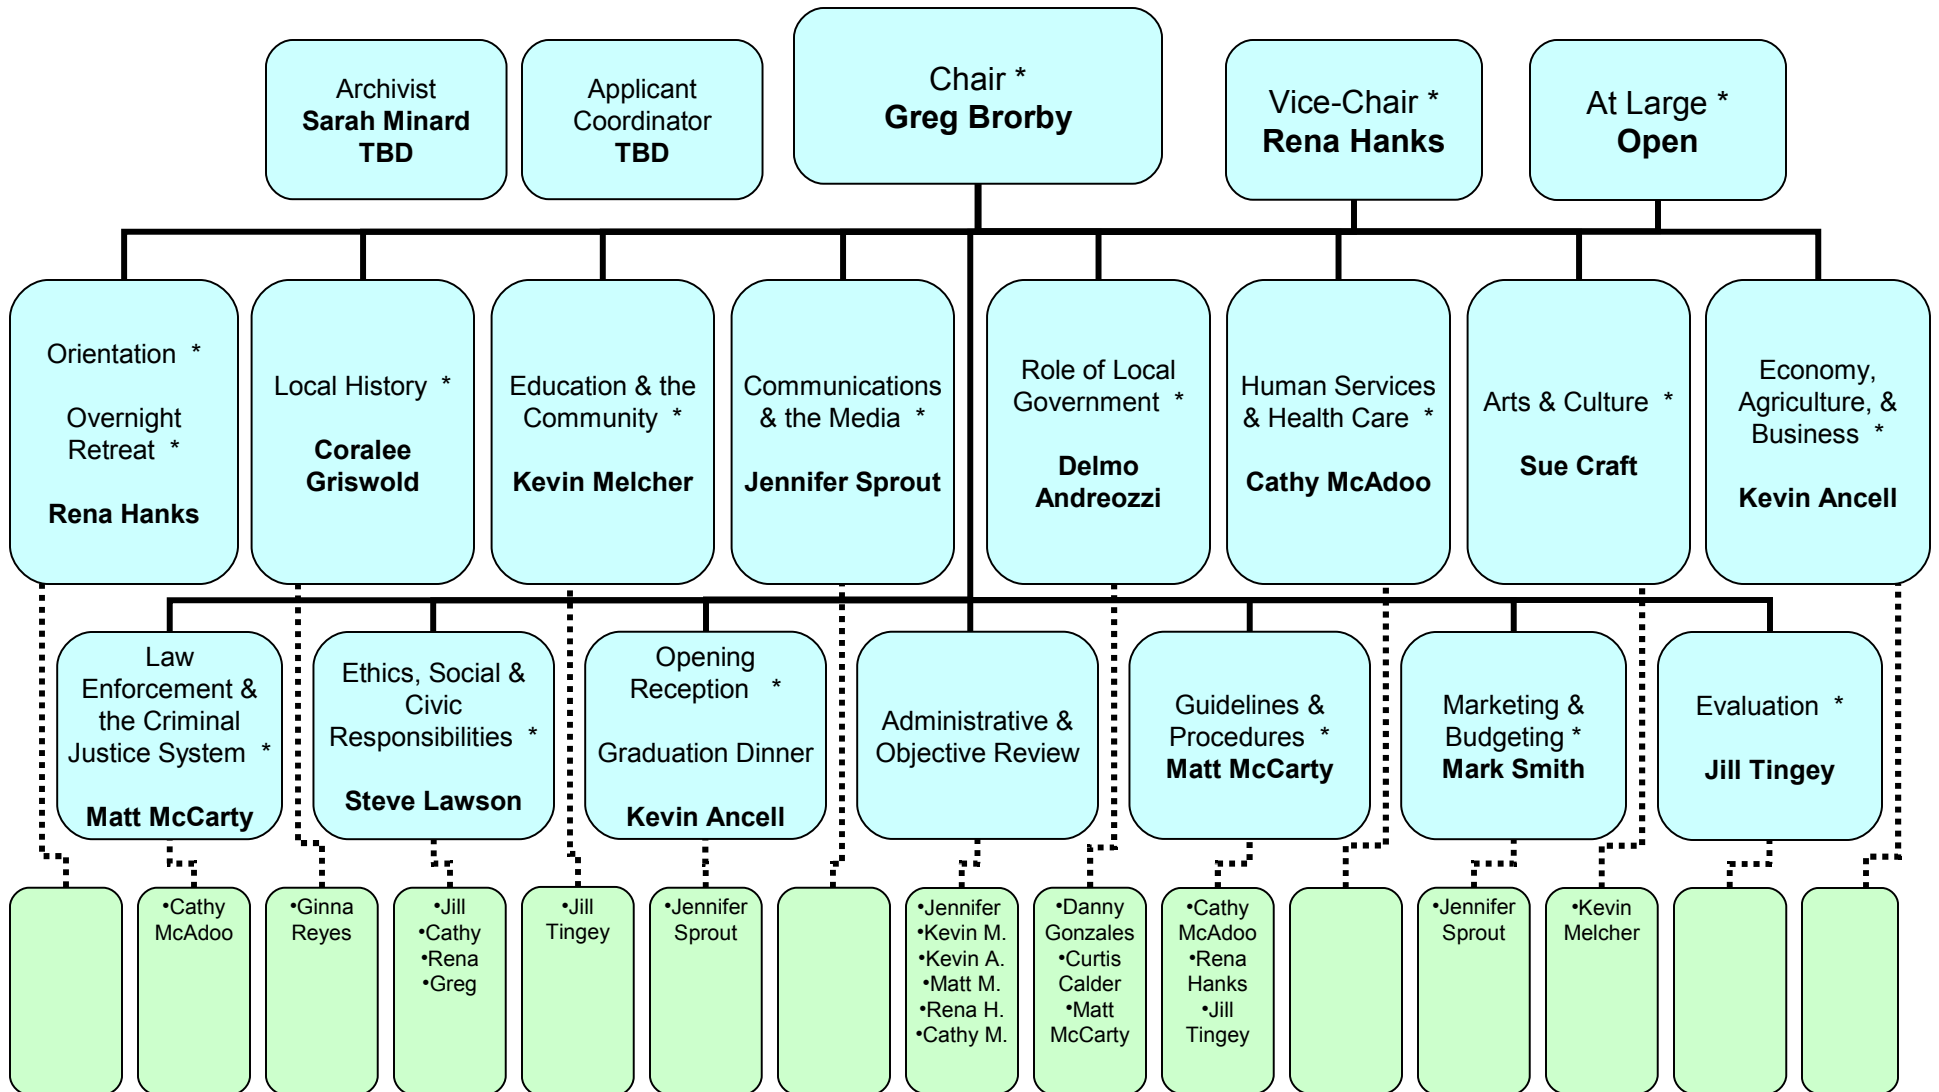 Archivist
Sarah Minard
TBD
Applicant
Coordinator
TBD
Chair *
Greg Brorby
Vice-Chair *
Rena Hanks
At Large *
Open
Orientation *
Overnight
Retreat *
Rena Hanks
Local History *
Coralee
Griswold
Education & the
Community *
Kevin Melcher
Communications
& the Media *
Jennifer Sprout
Role of Local
Government *
Delmo
Andreozzi
Human Services
& Health Care *
Cathy McAdoo
Arts & Culture *
Sue Craft
Economy,
Agriculture, &
Business *
Kevin Ancell
Law
Enforcement &
the Criminal
Justice System *
Matt McCarty
Ethics, Social &
Civic
Responsibilities *
Steve Lawson
Opening
Reception *
Graduation Dinner
Kevin Ancell
Administrative &
Objective Review
Guidelines &
Procedures *
Matt McCarty
Marketing &
Budgeting *
Mark Smith
Evaluation *
Jill Tingey
•Cathy
McAdoo
•Ginna
Reyes
•Jill
•Cathy
•Rena
•Greg
•Jill
Tingey
•Jennifer
Sprout
•Jennifer
•Kevin M.
•Kevin A.
•Matt M.
•Rena H.
•Cathy M.
•Danny
Gonzales
•Curtis
Calder
•Matt
McCarty
•Cathy
McAdoo
•Rena
Hanks
•Jill
Tingey
•Jennifer
Sprout
•Kevin
Melcher